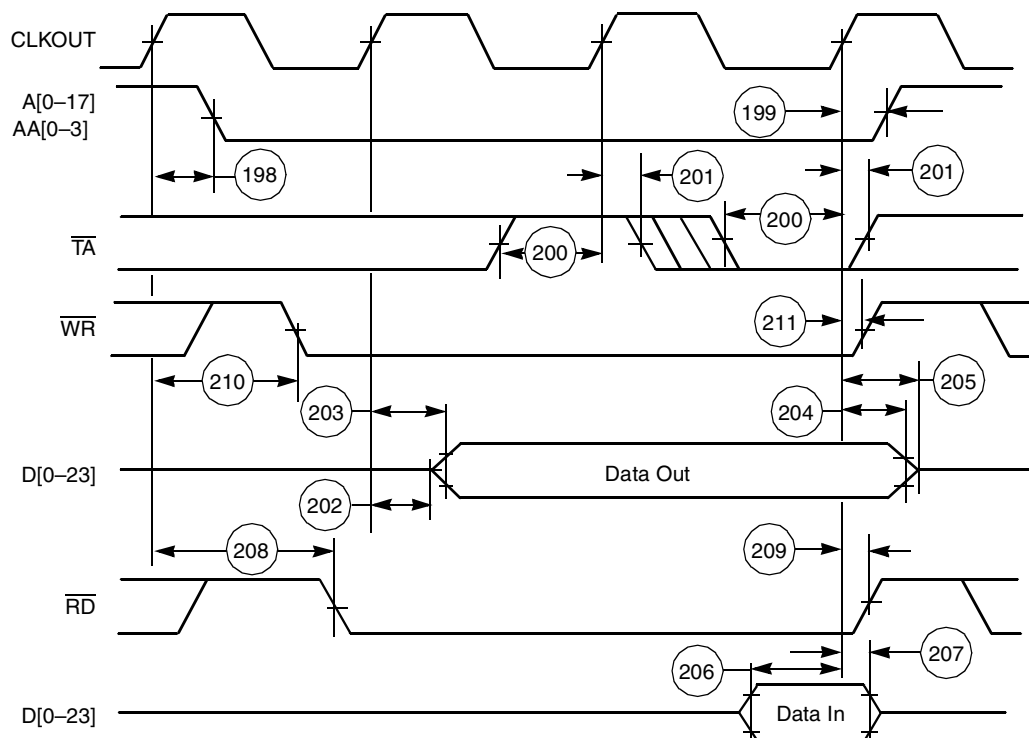 CLKOUT
A[0–17]
AA[0–3]
199
198
201
201
TA
200
200
WR
211
210
203
204
205
D[0–23]
Data Out
202
208
209
RD
206
207
D[0–23]
Data In